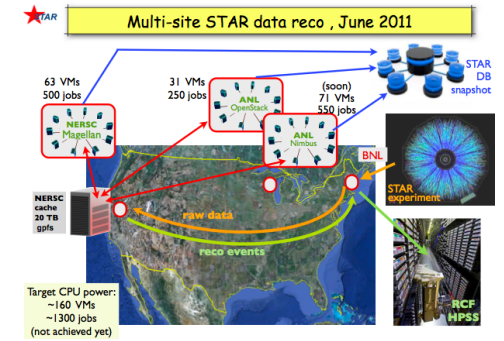 STAR
Multi-site STAR data reco , June 2011
63 VMs
500 jobs
31 VMs
250 jobs
(soon)
71 VMs
550 jobs
STAR
DB
snapshot
NERSC
Magellan
ANL
OpenStack
ANL
Nimbus
BNL
STAR
experiment
NERSC
cache
20 TB
gpfs
raw data
reco events
RCF
HPSS
Target CPU power:
~160 VMs
~1300 jobs
(not achieved yet)